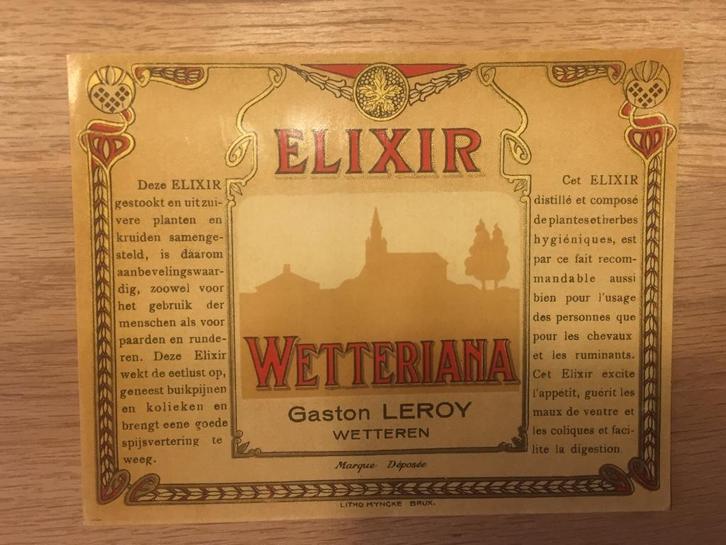 ELIXIR
WETTERIANA
Gaston LEROY
WETTEREN
Marque Déposée
Deze ELIXIR
gestookt en uit zui-
vere planten en
kruiden samenge-
steld, is daarom
aanbevelingswaar-
dig, zoowel voor
het gebruik der
menschen als voor
paarden en runde-
ren. Deze Elixir
wekt de eetlust op,
geneest buikpijnen
en kolieken en
brengt eene goede
spijsvertering te
weeg.
Cet ELIXIR
distillé et composé
de plantes et herbes
hygiéniques, est
par ce fait recom-
mandable aussi
bien pour l'usage
des personnes que
pour les chevaux
et les ruminants.
Cet Elixir excite
l'appétit, guérit les
maux de ventre et
les coliques et faci-
lite la digestion
LITHO MYNCKE BRUX.